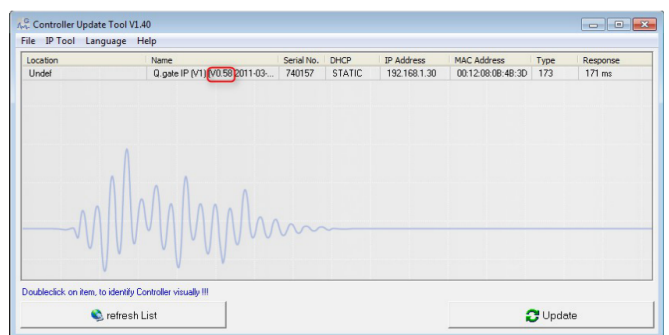 Controller Update Tool V1.40
File IP Tool Language Help
Location Name Serial No. DHCP IP Address MAC Address Type Response
Undef Q.gate IP (V1) V0.58 2011-03-... 740157 STATIC 192.168.1.30 00:12:08:0B:4B:3D 173 171 ms
Doubleclick on item, to identify Controller visually !!!
refresh List Update